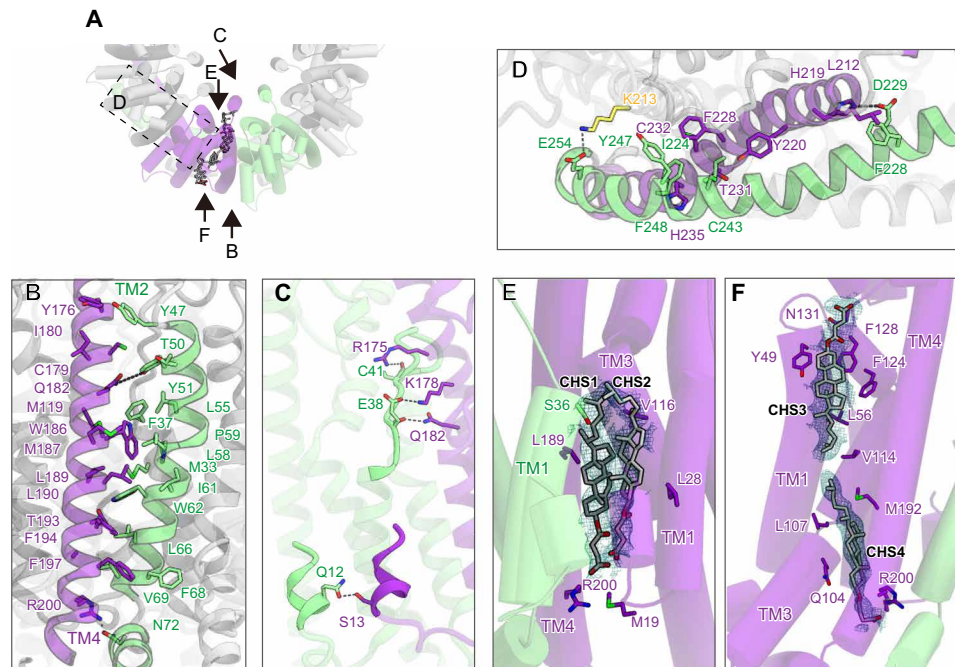 A
C
E
D
F
B
D
L212
H219
D229
K213
F228
C232
E254
Y247
I224
Y220
F228
T231
F248
C243
H235
B
TM2
Y176
Y47
I180
T50
C179
Q182
Y51
M119
L55
F37
W186
P59
M187
L58
M33
L189
I61
L190
W62
T193
F194
L66
F197
F68
V69
R200
N72
TM4
C
R175
C41
K178
E38
Q182
Q12
S13
E
TM3
CHS1
CHS2
S36
V116
L189
TM1
L28
TM1
R200
TM4
M19
F
N131
F128
TM4
Y49
F124
CHS3
L56
V114
TM1
M192
L107
CHS4
Q104
R200
TM3